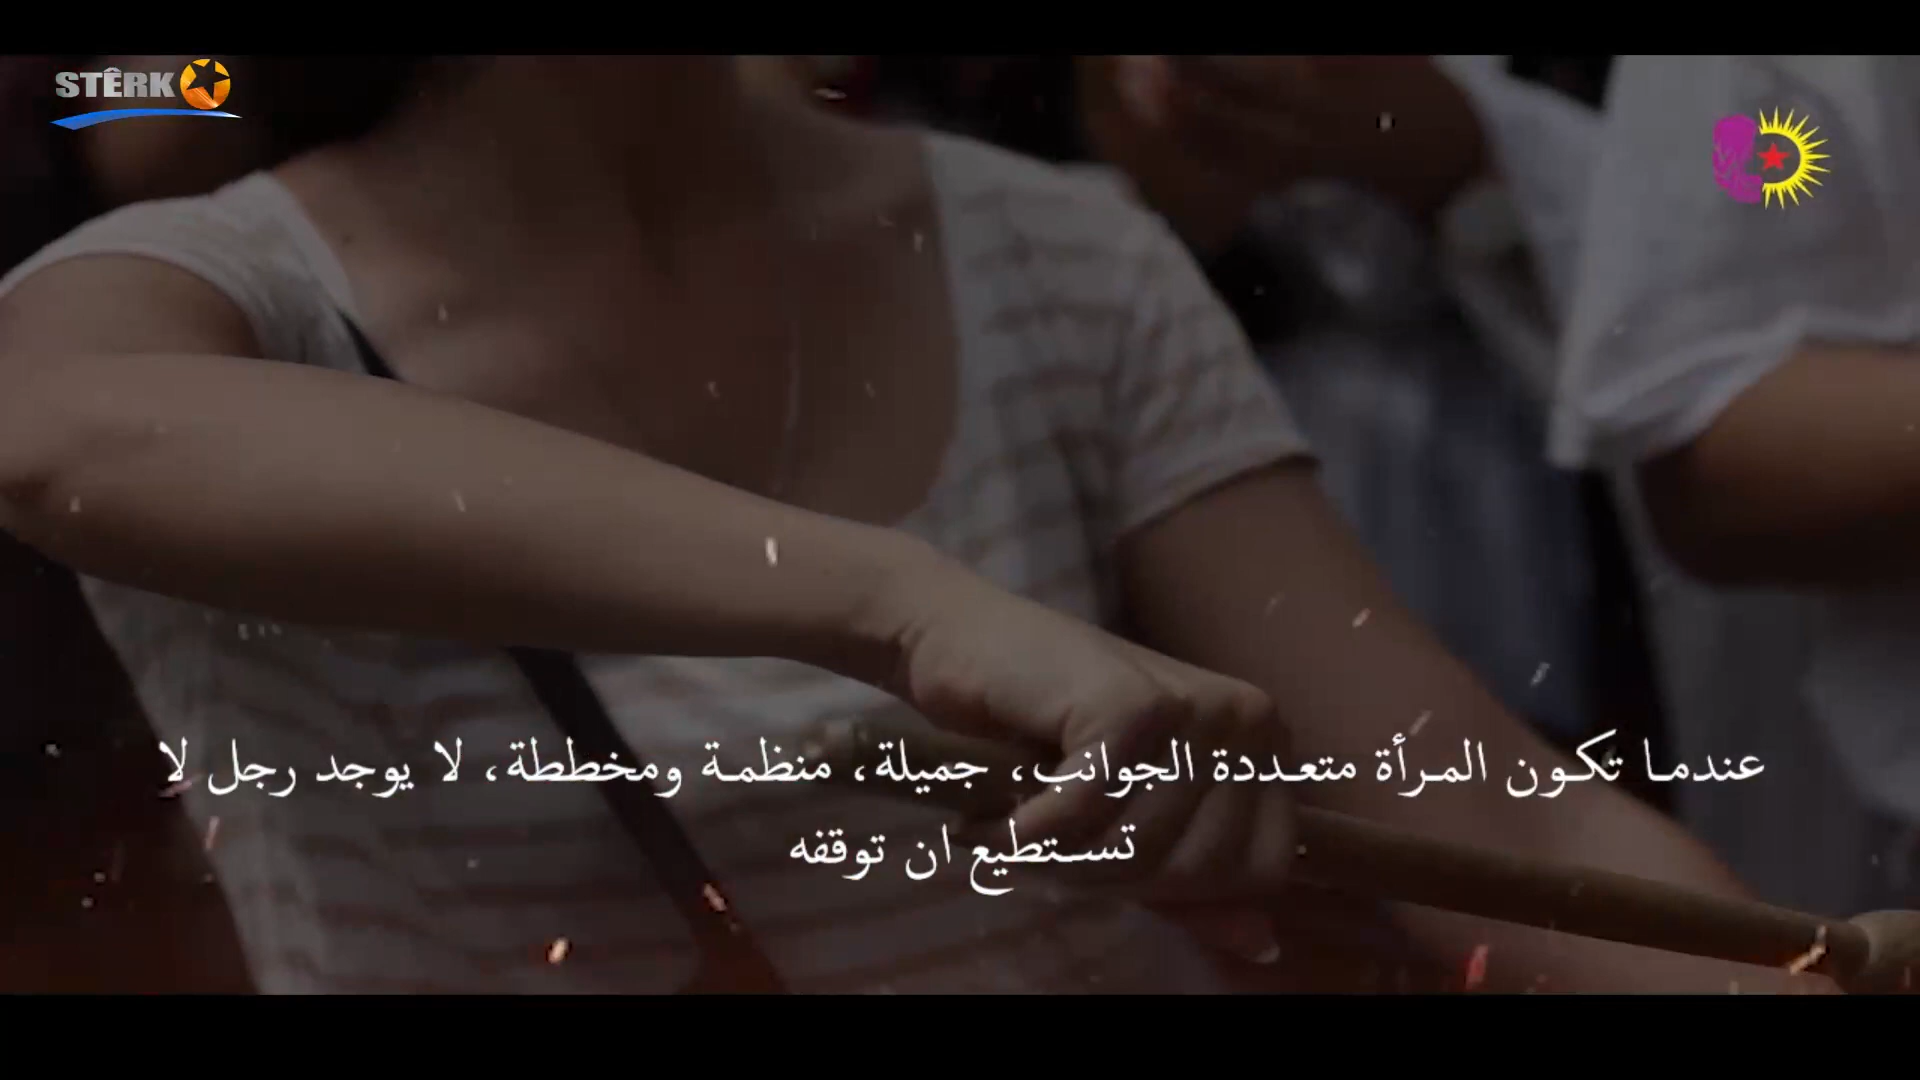 STÊRK
عندما تكون المرأة متعددة الجوانب، جميلة، منظمة ومخططة، لا يوجد رجل لا
تستطيع ان توقفه